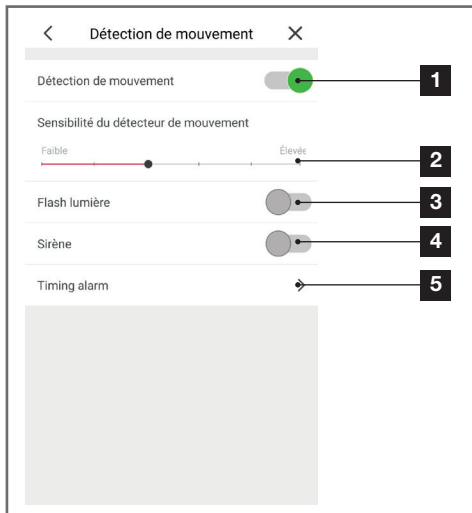 Détection de mouvement
Détection de mouvement
1
Sensibilité du détecteur de mouvement
Faible
Élevée
2
Flash lumière
3
Sirène
4
Timing alarm
5